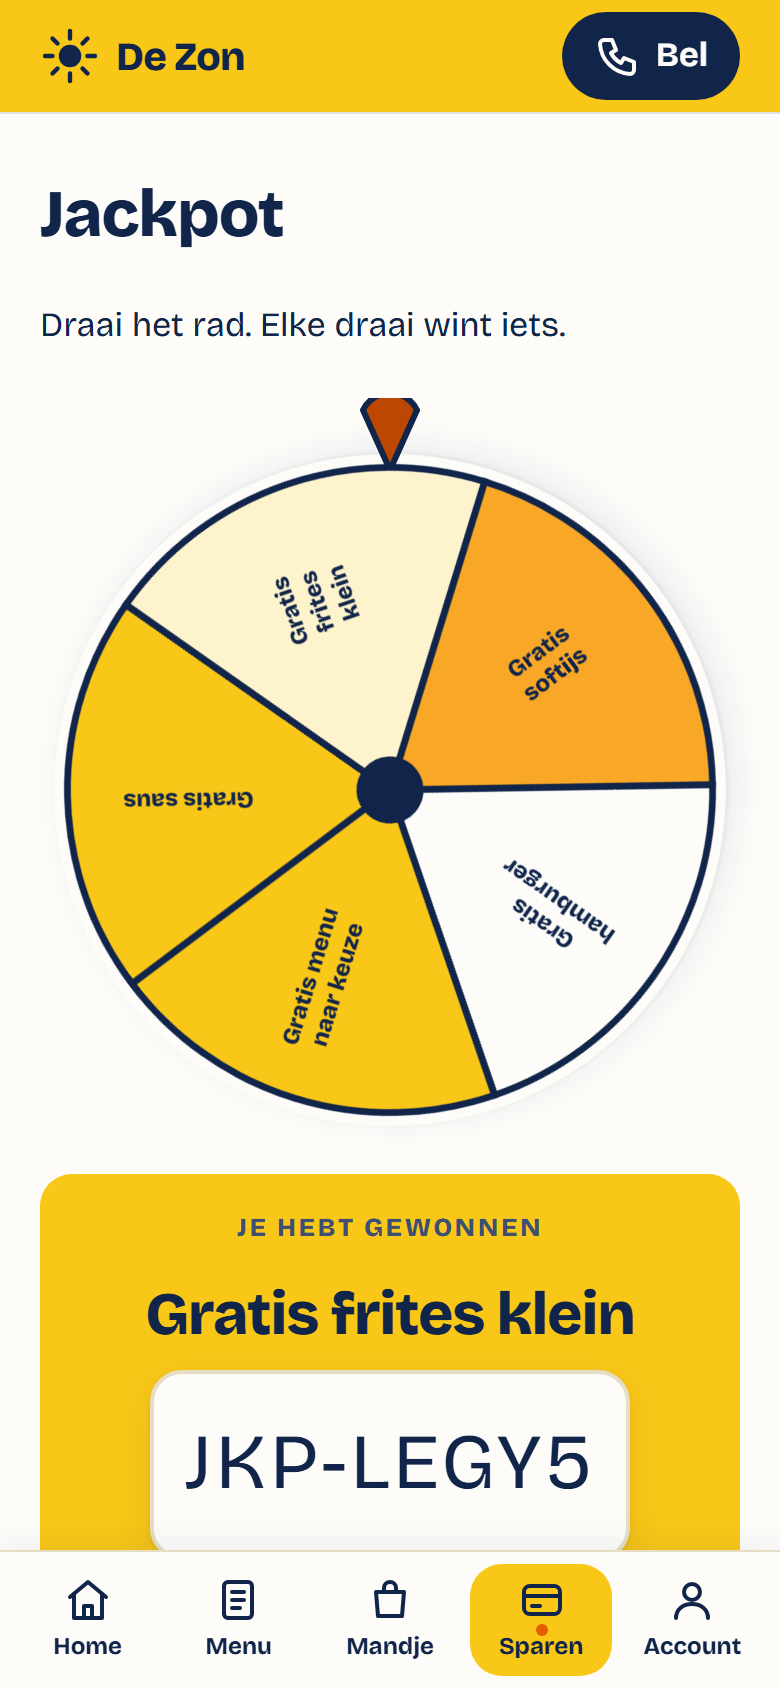 De Zon
Bel
Jackpot
Draai het rad. Elke draai wint iets.
Gratis
frites
klein
Gratis
softijs
Gratis saus
Gratis
hamburger
Gratis menu
naar keuze
JE HEBT GEWONNEN
Gratis frites klein
JKP-LEGY5
Home
Menu
Mandje
Sparen
Account